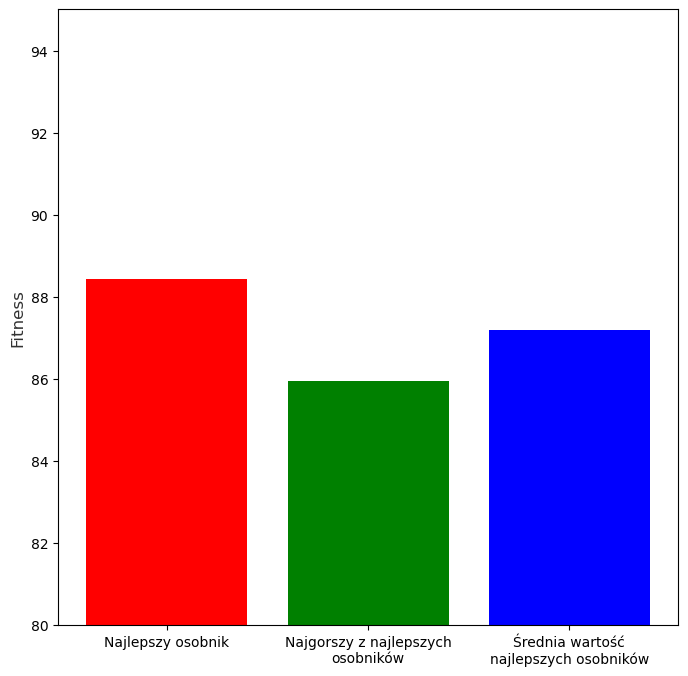 94
92
90
88
86
84
82
80
Fitness
Najlepszy osobnik
Najgorszy z najlepszych
osobników
Średnia wartość
najlepszych osobników